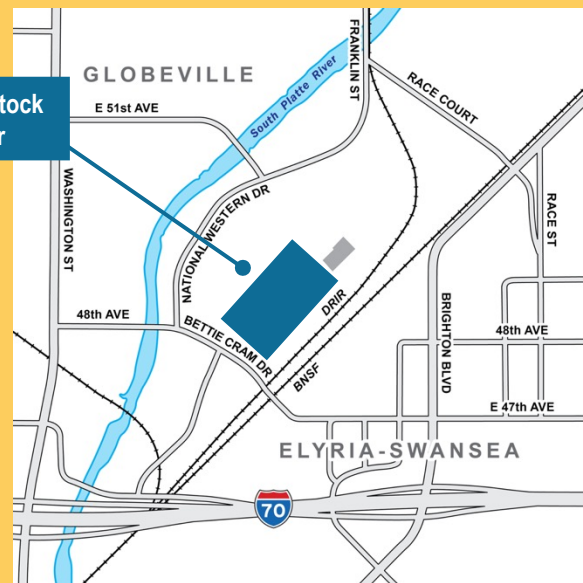 GLOBEVILLE
FRANKLIN ST
RACE COURT
tock
r
E 51st AVE
South Platte River
WASHINGTON ST
NATIONAL WESTERN DR
RACE ST
48th AVE
BETTIE CRAM DR
DRIR
BNSF
BRIGHTON BLVD
48th AVE
E 47th AVE
ELYRIA-SWANSEA
70